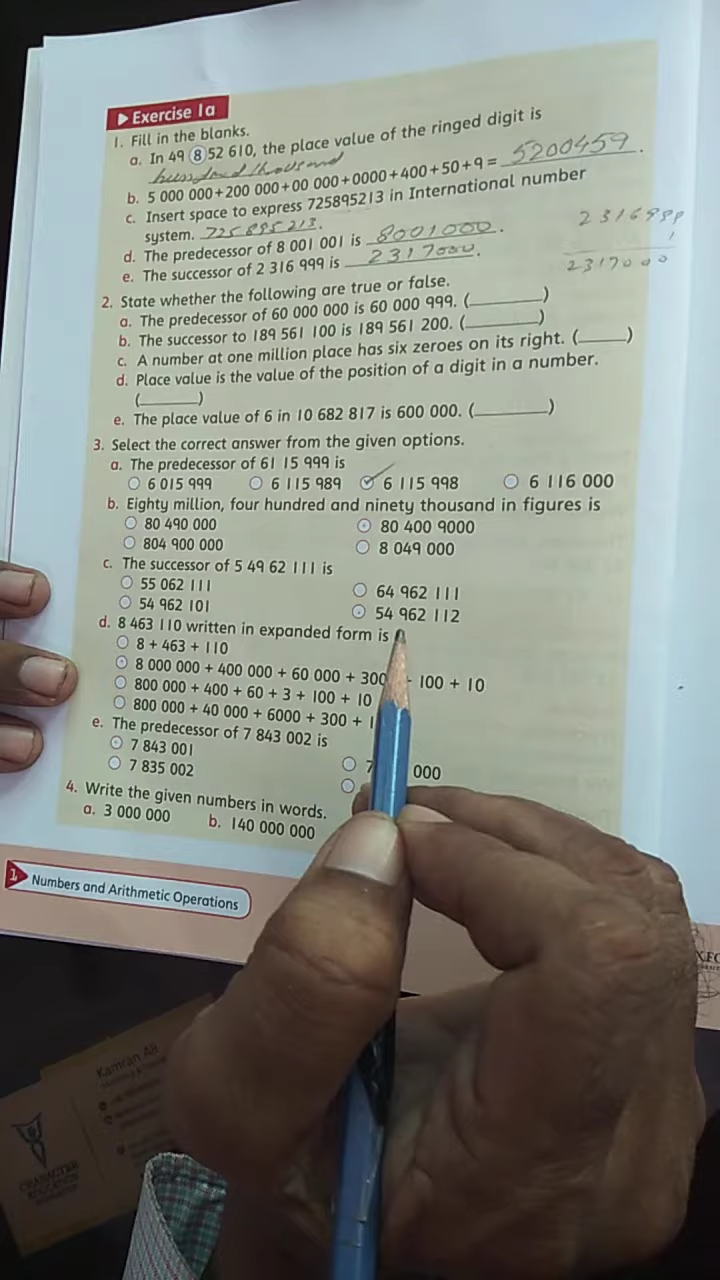 Exercise 1a
1. Fill in the blanks.
a. In 49 8 52 610, the place value of the ringed digit is
hundred thousand
b. 5 000 000+200 000+00 000+0000+400+50+9 = 5200459.
c. Insert space to express 725895213 in International number
system. 725 895 213.
d. The predecessor of 8 001 001 is 8001000.
e. The successor of 2 316 999 is 2317000.
2316999
1
2317000
2. State whether the following are true or false.
a. The predecessor of 60 000 000 is 60 000 999. (______)
b. The successor to 189 561 100 is 189 561 200. (______)
c. A number at one million place has six zeroes on its right. (______)
d. Place value is the value of the position of a digit in a number.
(______)
e. The place value of 6 in 10 682 817 is 600 000. (______)
3. Select the correct answer from the given options.
a. The predecessor of 61 15 999 is
6 015 999 6 115 989 6 115 998 6 116 000
b. Eighty million, four hundred and ninety thousand in figures is
80 490 000 80 400 9000
804 900 000 8 049 000
c. The successor of 5 49 62 111 is
55 062 111 64 962 111
54 962 101 54 962 112
d. 8 463 110 written in expanded form is
8 + 463 + 110
8 000 000 + 400 000 + 60 000 + 300 + 100 + 10
800 000 + 400 + 60 + 3 + 100 + 10
800 000 + 40 000 + 6000 + 300 + 1
e. The predecessor of 7 843 002 is
7 843 001 7 000
7 835 002
4. Write the given numbers in words.
a. 3 000 000 b. 140 000 000
1 Numbers and Arithmetic Operations
Kamran Ali
CHARACTER
EDUCATION